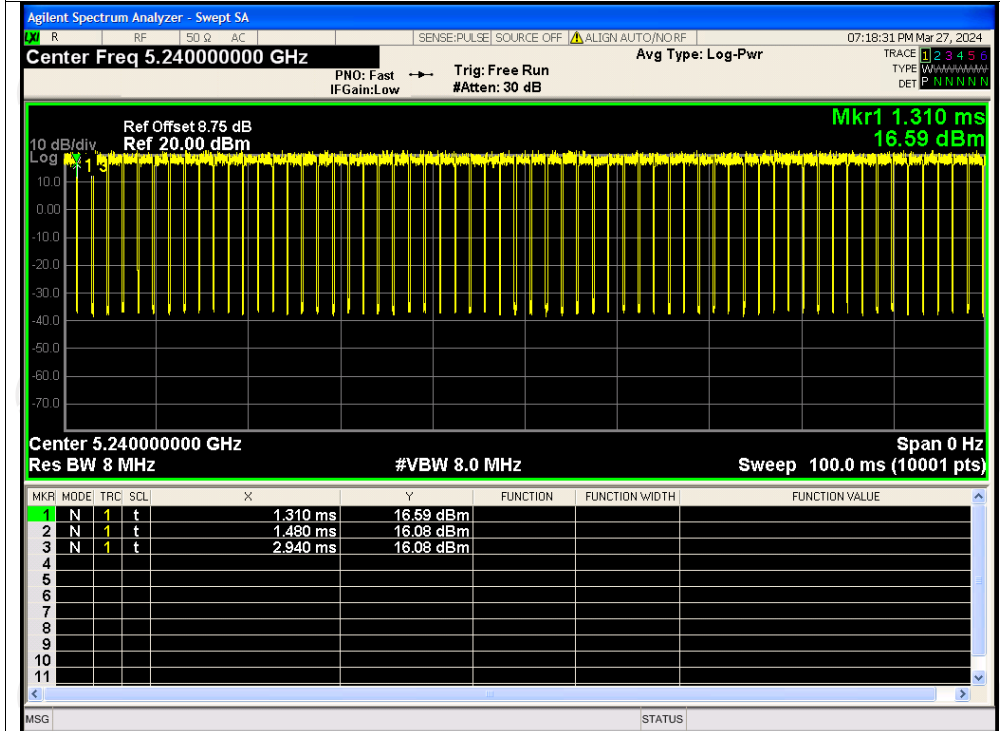 Agilent Spectrum Analyzer - Swept SA
LXI R RF 50 Ω AC SENSE:PULSE SOURCE OFF ALIGN AUTO/NO RF 07:18:31 PM Mar 27, 2024
Center Freq 5.240000000 GHz
PNO: Fast
IFGain:Low
Trig: Free Run
#Atten: 30 dB
Avg Type: Log-Pwr
TRACE 1 2 3 4 5 6
TYPE WWWWWW
DET P N N N N N
Mkr1 1.310 ms
16.59 dBm
Ref Offset 8.75 dB
10 dB/div Ref 20.00 dBm
Log
1 3
10.0
0.00
-10.0
-20.0
-30.0
-40.0
-50.0
-60.0
-70.0
Center 5.240000000 GHz Span 0 Hz
Res BW 8 MHz #VBW 8.0 MHz Sweep 100.0 ms (10001 pts)
MKR MODE TRC SCL X Y FUNCTION FUNCTION WIDTH FUNCTION VALUE
1 N 1 t 1.310 ms 16.59 dBm
2 N 1 t 1.480 ms 16.08 dBm
3 N 1 t 2.940 ms 16.08 dBm
4
5
6
7
8
9
10
11
MSG STATUS